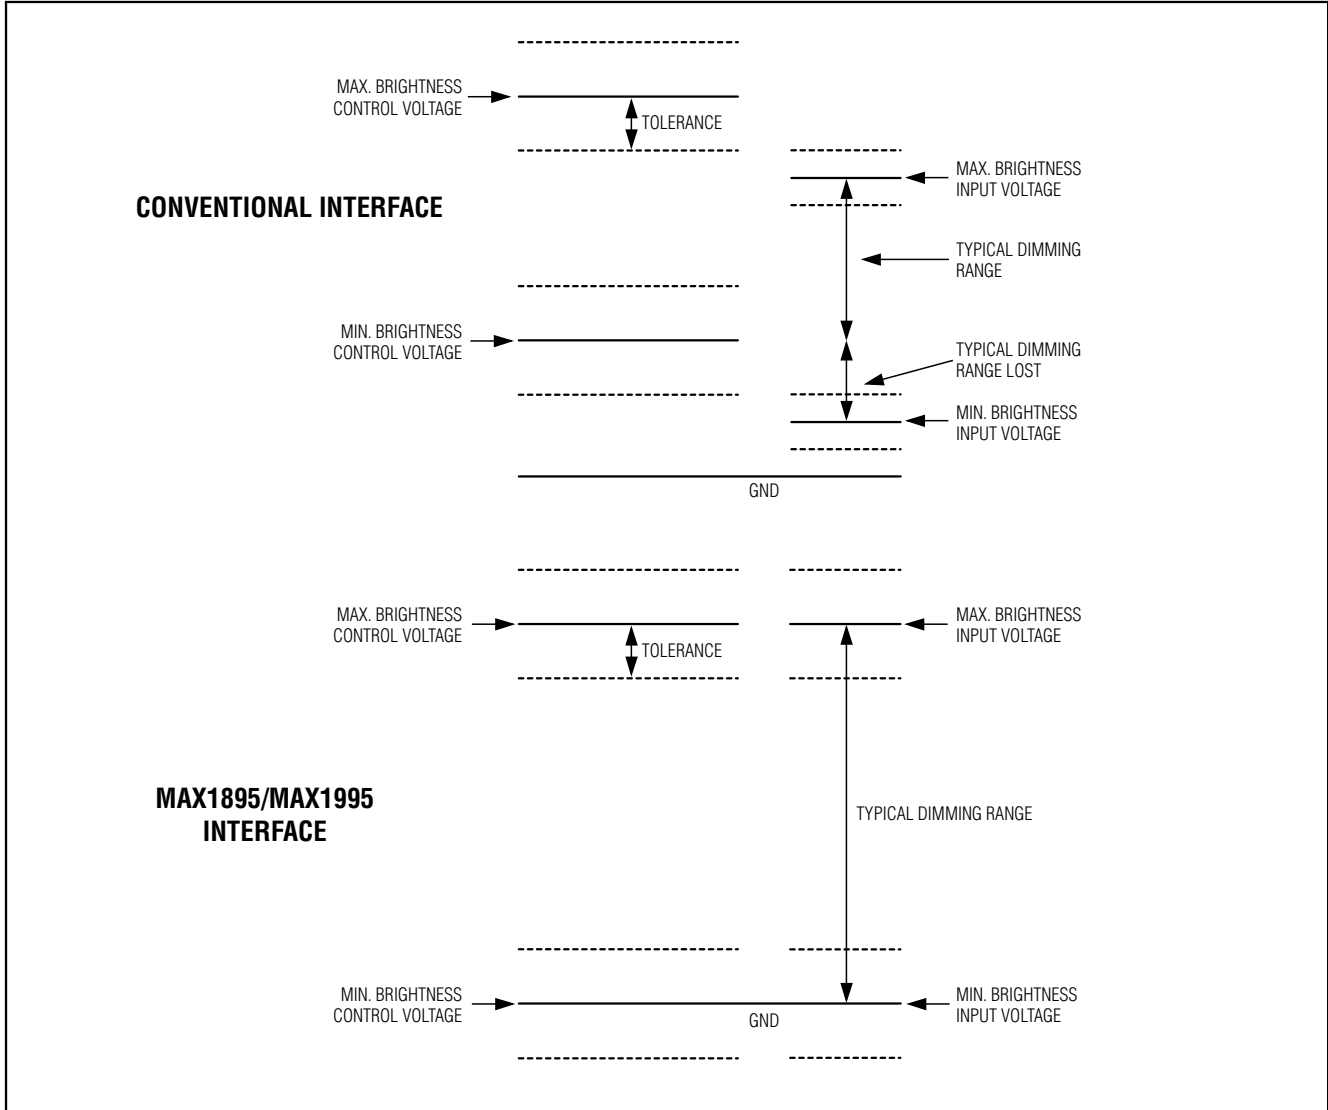 MAX. BRIGHTNESS
CONTROL VOLTAGE
TOLERANCE
MAX. BRIGHTNESS
INPUT VOLTAGE
CONVENTIONAL INTERFACE
TYPICAL DIMMING
RANGE
MIN. BRIGHTNESS
CONTROL VOLTAGE
TYPICAL DIMMING
RANGE LOST
MIN. BRIGHTNESS
INPUT VOLTAGE
GND
MAX. BRIGHTNESS
CONTROL VOLTAGE
MAX. BRIGHTNESS
INPUT VOLTAGE
TOLERANCE
MAX1895/MAX1995
INTERFACE
TYPICAL DIMMING RANGE
MIN. BRIGHTNESS
CONTROL VOLTAGE
MIN. BRIGHTNESS
INPUT VOLTAGE
GND